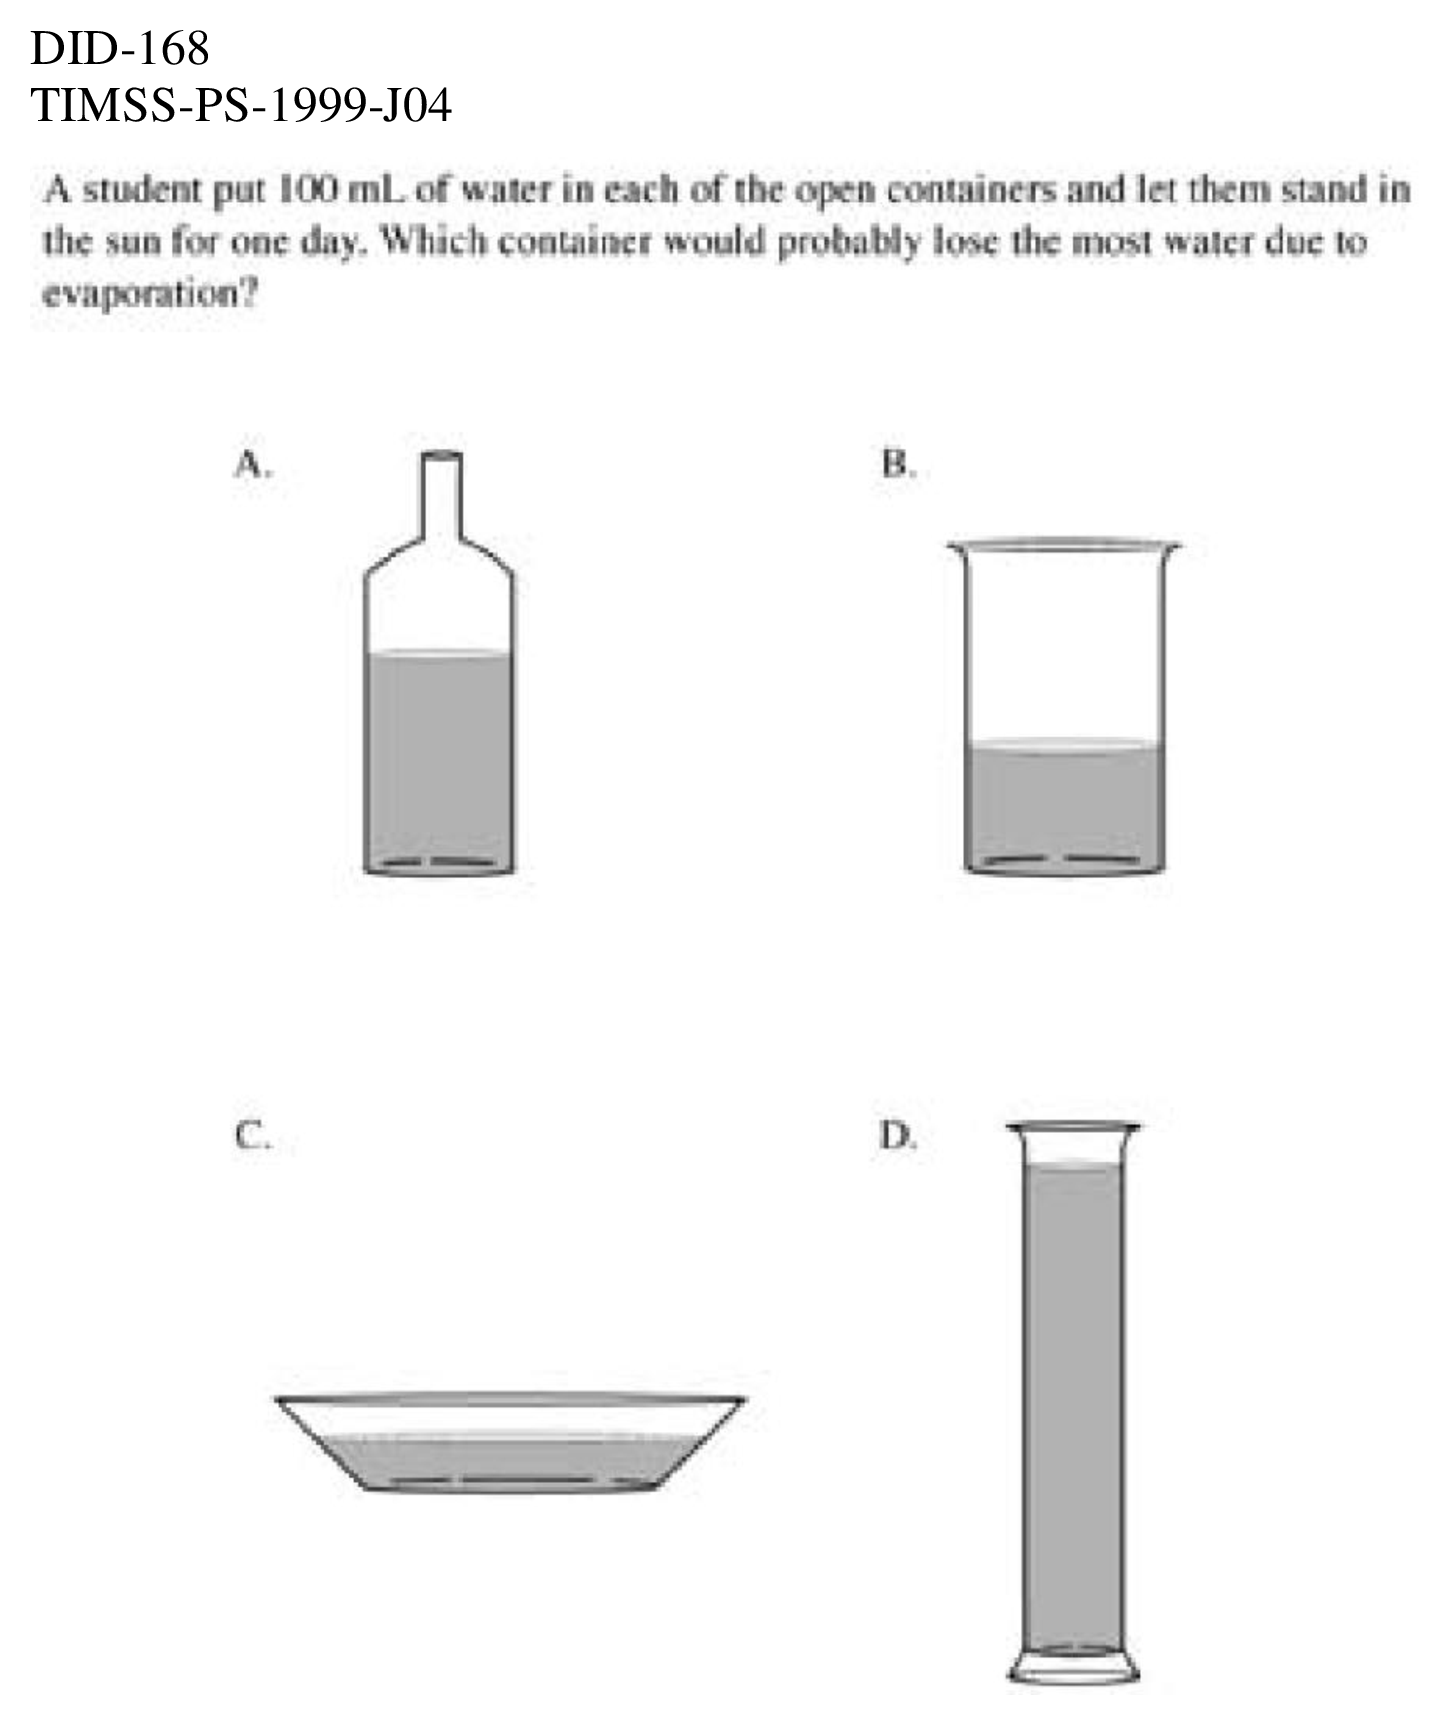 DID-168
TIMSS-PS-1999-J04
A student put 100 mL of water in each of the open containers and let them stand in
the sun for one day. Which container would probably lose the most water due to
evaporation?
A.
B.
C.
D.